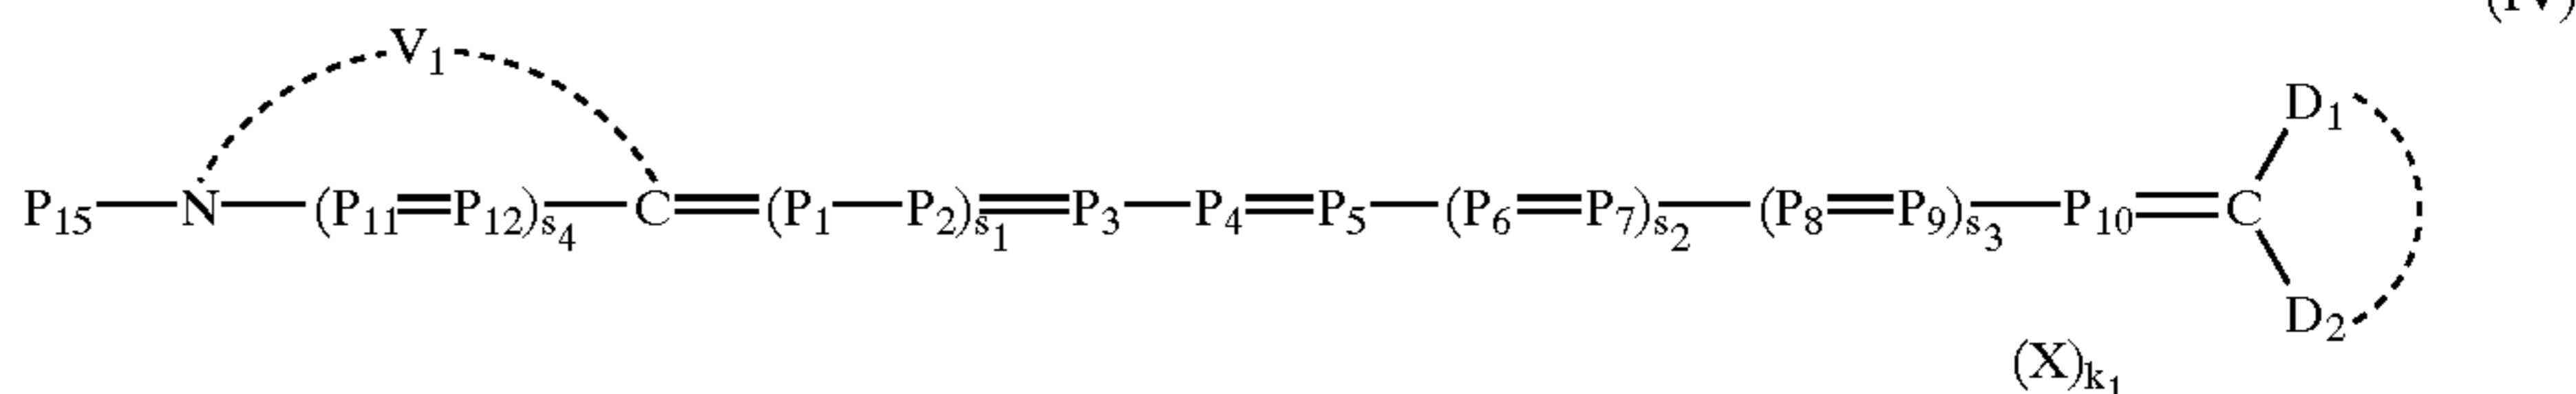 (IV)
V₁
D₁
P₁₅—N—(P₁₁=P₁₂)s₄—C=(P₁—P₂)s₁=P₃—P₄=P₅—(P₆=P₇)s₂—(P₈=P₉)s₃—P₁₀=C
D₂
(X)k₁